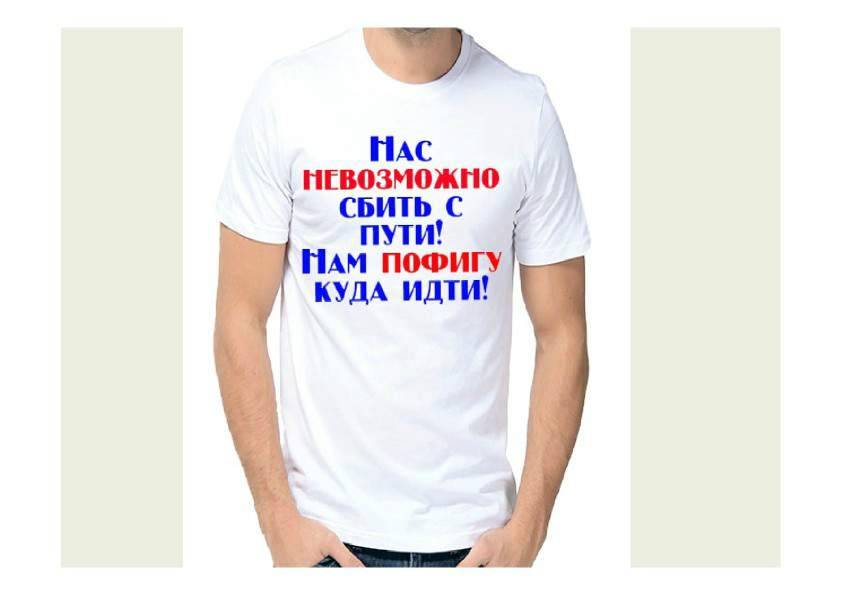 Нас
невозможно
сбить с
пути!
Нам пофигу
куда идти!